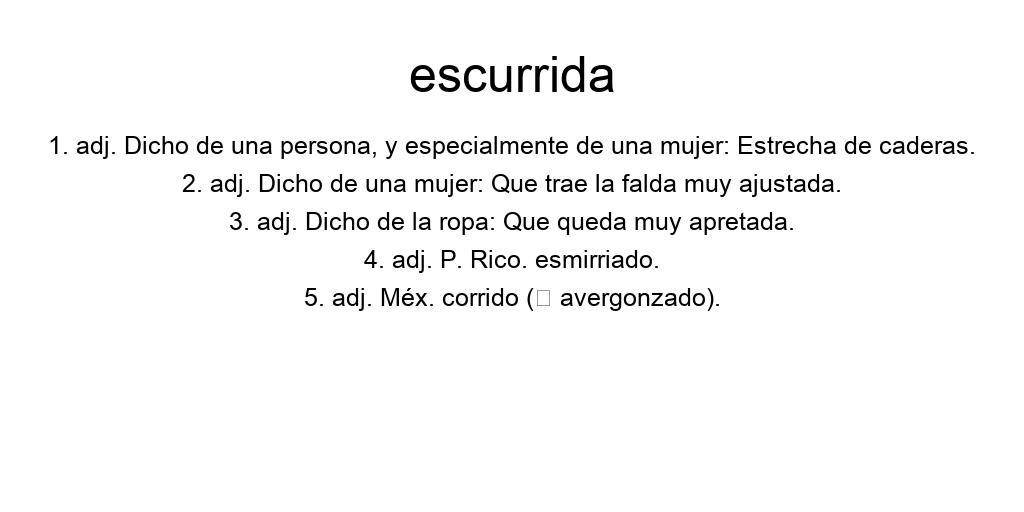 escurrida
1. adj. Dicho de una persona, y especialmente de una mujer: Estrecha de caderas.
2. adj. Dicho de una mujer: Que trae la falda muy ajustada.
3. adj. Dicho de la ropa: Que queda muy apretada.
4. adj. P. Rico. esmirriado.
5. adj. Méx. corrido (□ avergonzado).